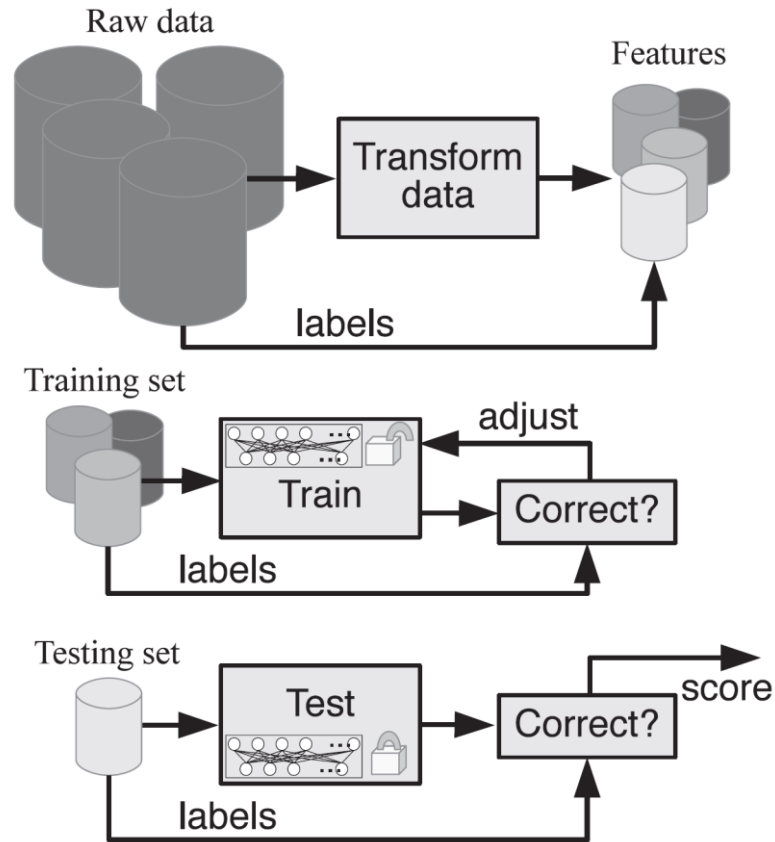 Raw data
Features
Transform
data
labels
Training set
adjust
...
...
Train
Correct?
labels
Testing set
score
Test
Correct?
...
...
labels